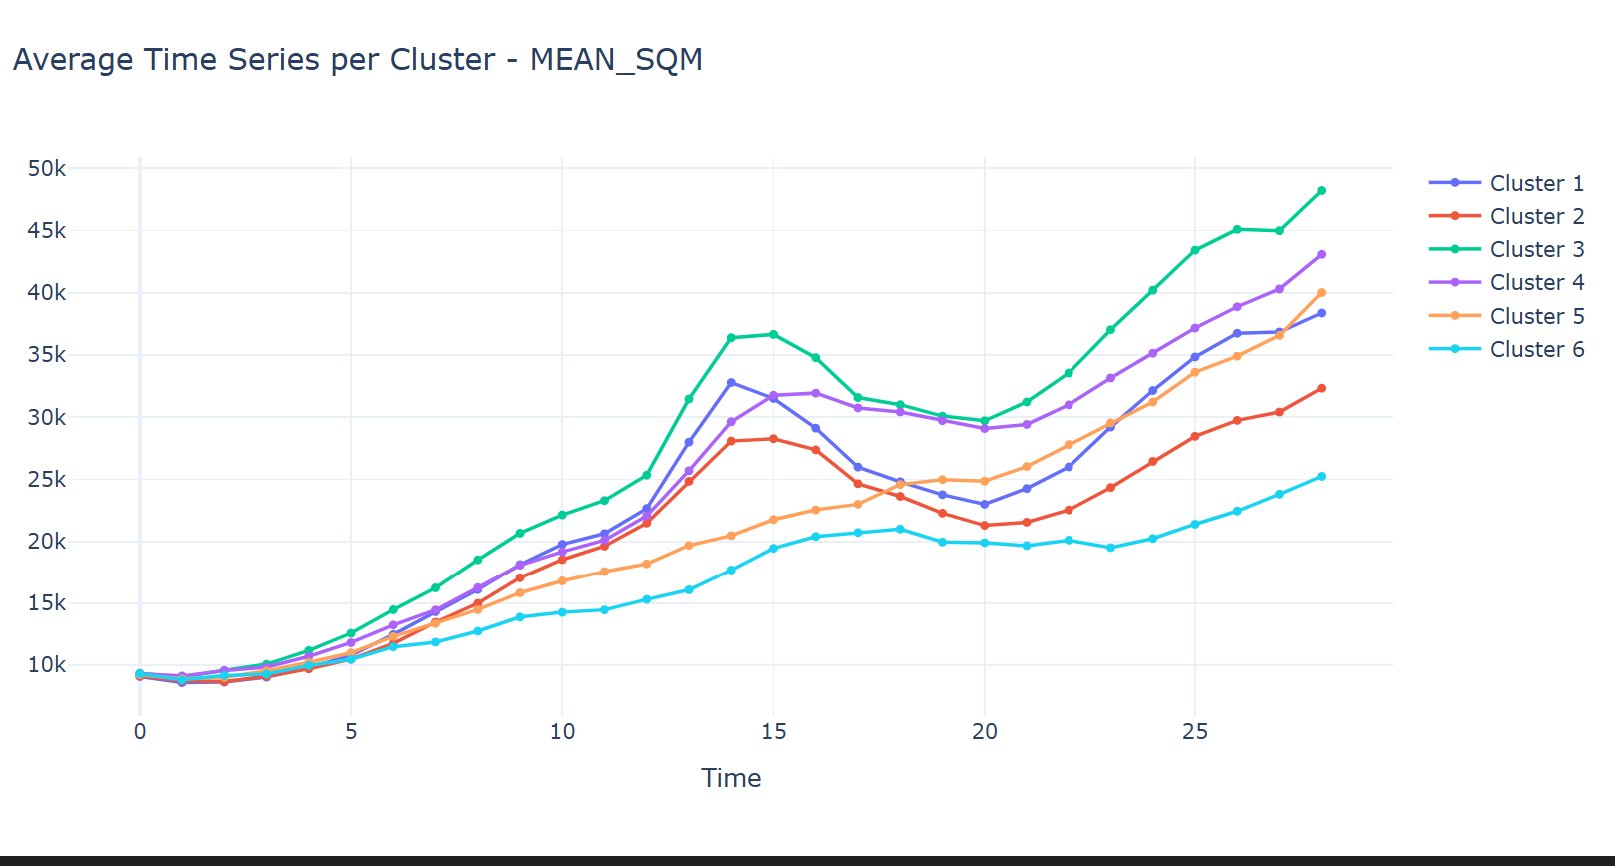 Average Time Series per Cluster - MEAN_SQM
50k
45k
40k
35k
30k
25k
20k
15k
10k
0 5 10 15 20 25
Time
Cluster 1
Cluster 2
Cluster 3
Cluster 4
Cluster 5
Cluster 6